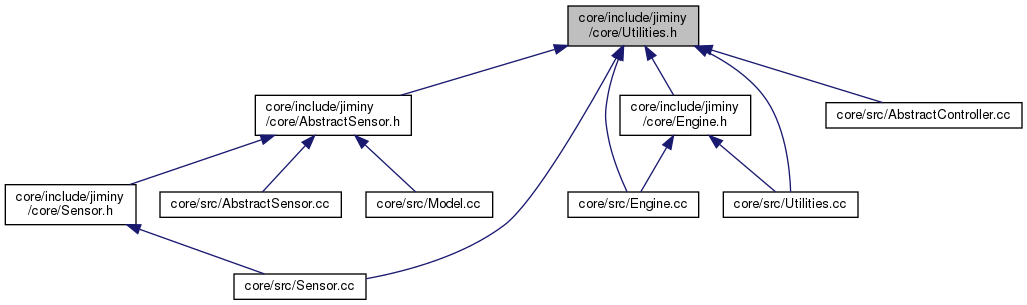 core/include/jiminy
/core/Utilities.h
core/include/jiminy
/core/AbstractSensor.h
core/include/jiminy
/core/Engine.h
core/src/AbstractController.cc
core/include/jiminy
/core/Sensor.h
core/src/AbstractSensor.cc
core/src/Model.cc
core/src/Engine.cc
core/src/Utilities.cc
core/src/Sensor.cc